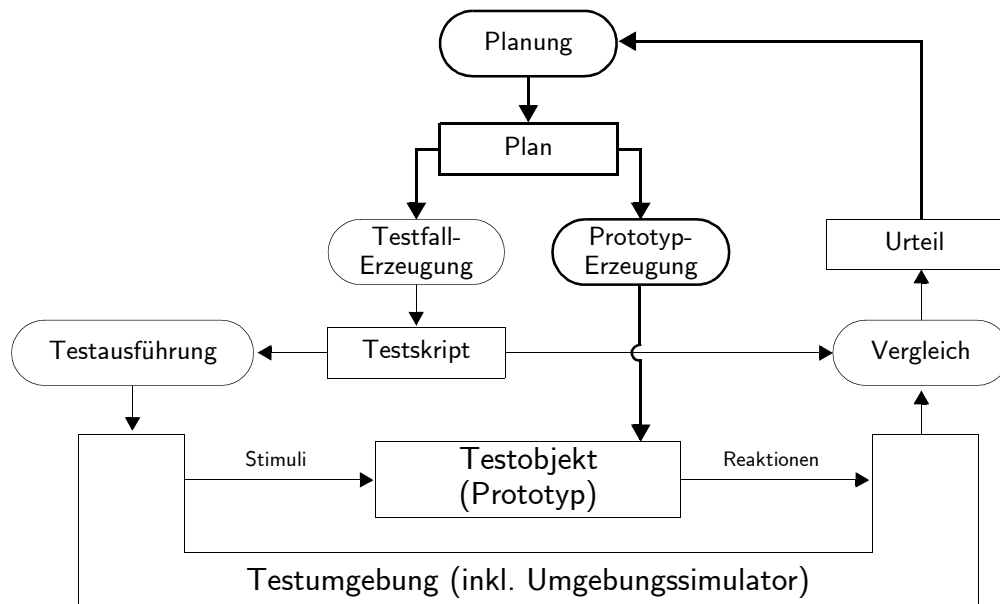 Planung
Plan
Testfall-
Erzeugung
Prototyp-
Erzeugung
Urteil
Testausführung
Testskript
Vergleich
Stimuli
Testobjekt
(Prototyp)
Reaktionen
Testumgebung (inkl. Umgebungssimulator)